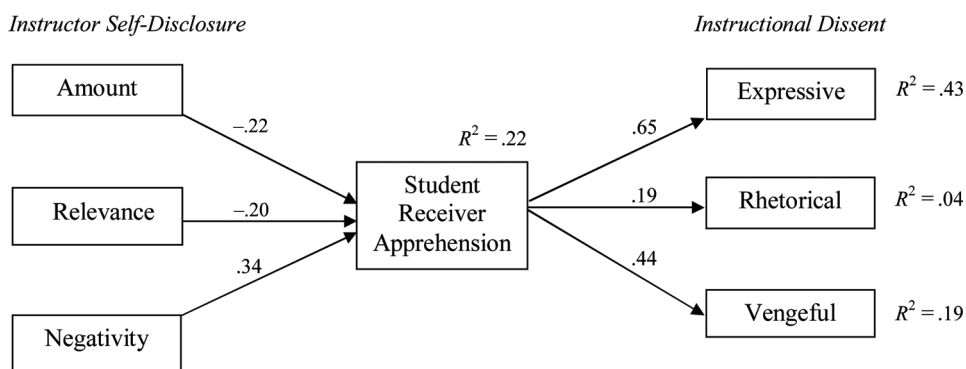 Instructor Self-Disclosure
Instructional Dissent
Amount
Expressive
R² = .43
–.22
.65
R² = .22
Student
Receiver
Apprehension
Relevance
–.20
.19
Rhetorical
R² = .04
.34
.44
Negativity
Vengeful
R² = .19